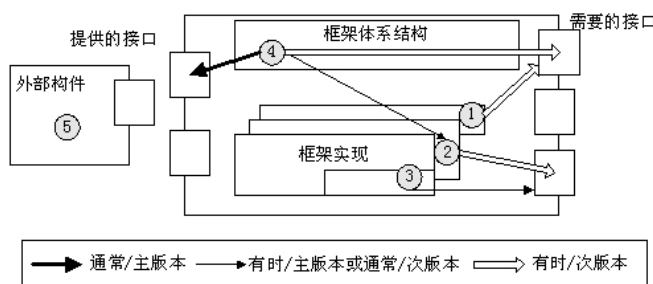 提供的接口
框架体系结构
需要的接口
④
外部构件
⑤
①
框架实现
②
③
通常/主版本
有时/主版本或通常/次版本
有时/次版本